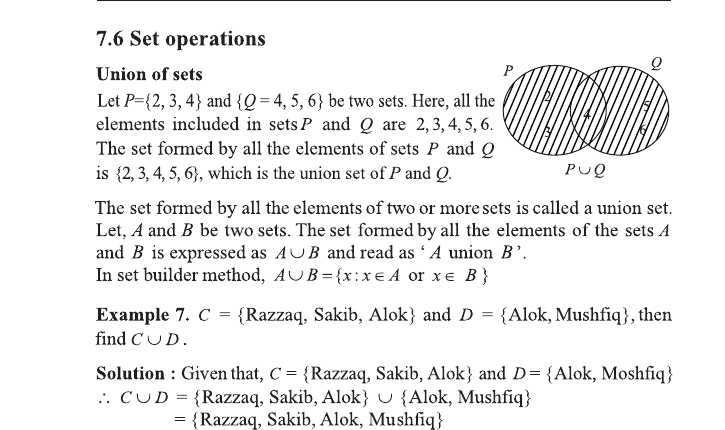 7.6 Set operations
Union of sets
Let P={2, 3, 4} and {Q = 4, 5, 6} be two sets. Here, all the
elements included in sets P and Q are 2, 3, 4, 5, 6.
The set formed by all the elements of sets P and Q
is {2, 3, 4, 5, 6}, which is the union set of P and Q.
P
Q
2
3
4
5
6
P∪Q
The set formed by all the elements of two or more sets is called a union set.
Let, A and B be two sets. The set formed by all the elements of the sets A
and B is expressed as A∪B and read as ‘ A union B’.
In set builder method, A∪B={x:x∈A or x∈ B}
Example 7. C = {Razzaq, Sakib, Alok} and D = {Alok, Mushfiq}, then
find C∪D.
Solution : Given that, C = {Razzaq, Sakib, Alok} and D= {Alok, Moshfiq}
∴ C∪D = {Razzaq, Sakib, Alok} ∪ {Alok, Mushfiq}
= {Razzaq, Sakib, Alok, Mushfiq}